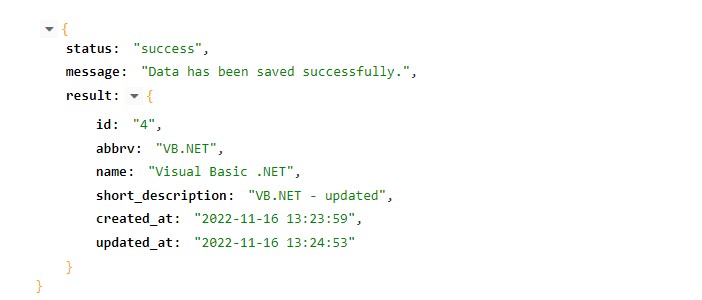 {
status: "success",
message: "Data has been saved successfully.",
result: {
id: "4",
abbrv: "VB.NET",
name: "Visual Basic .NET",
short_description: "VB.NET - updated",
created_at: "2022-11-16 13:23:59",
updated_at: "2022-11-16 13:24:53"
}
}